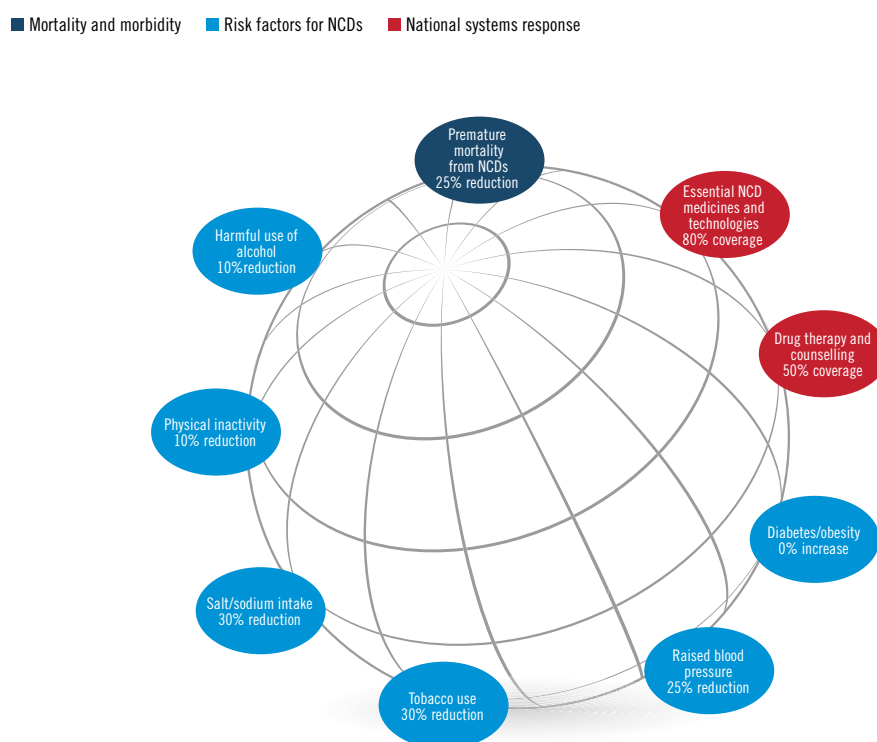 Mortality and morbidity
Risk factors for NCDs
National systems response
Premature
mortality
from NCDs
25% reduction
Essential NCD
medicines and
technologies
80% coverage
Harmful use of
alcohol
10%reduction
Drug therapy and
counselling
50% coverage
Physical inactivity
10% reduction
Diabetes/obesity
0% increase
Salt/sodium intake
30% reduction
Raised blood
pressure
25% reduction
Tobacco use
30% reduction